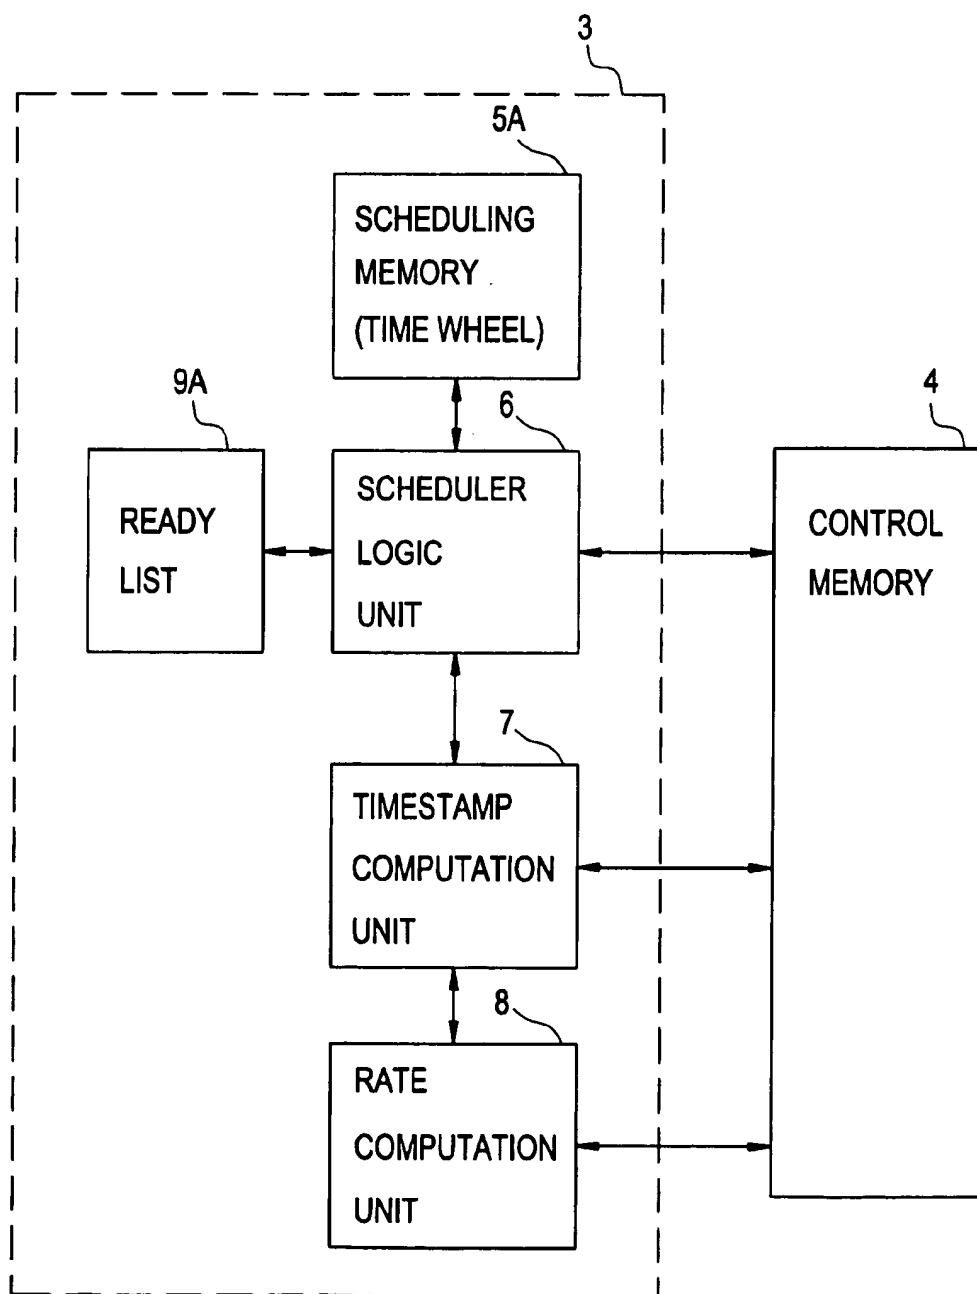 3
5A
SCHEDULING
MEMORY
(TIME WHEEL)
9A
6
4
READY
LIST
SCHEDULER
LOGIC
UNIT
CONTROL
MEMORY
7
TIMESTAMP
COMPUTATION
UNIT
8
RATE
COMPUTATION
UNIT